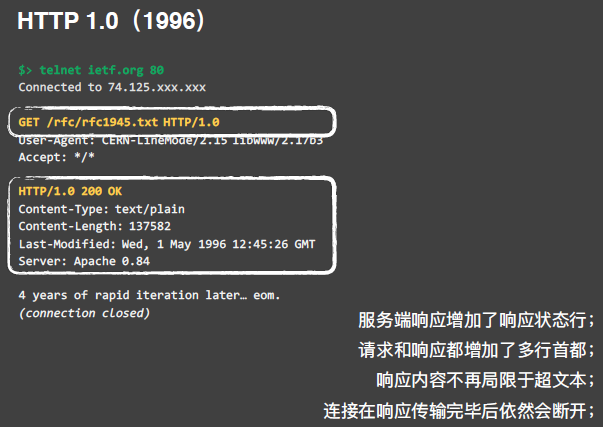 HTTP 1.0（1996）
$> telnet ietf.org 80
Connected to 74.125.xxx.xxx
GET /rfc/rfc1945.txt HTTP/1.0
User-Agent: CERN-LineMode/2.15 libwww/2.17b3
Accept: */*
HTTP/1.0 200 OK
Content-Type: text/plain
Content-Length: 137582
Last-Modified: Wed, 1 May 1996 12:45:26 GMT
Server: Apache 0.84
4 years of rapid iteration later… eom.
(connection closed)
服务端响应增加了响应状态行；
请求和响应都增加了多行首都；
响应内容不再局限于超文本；
连接在响应传输完毕后依然会断开；